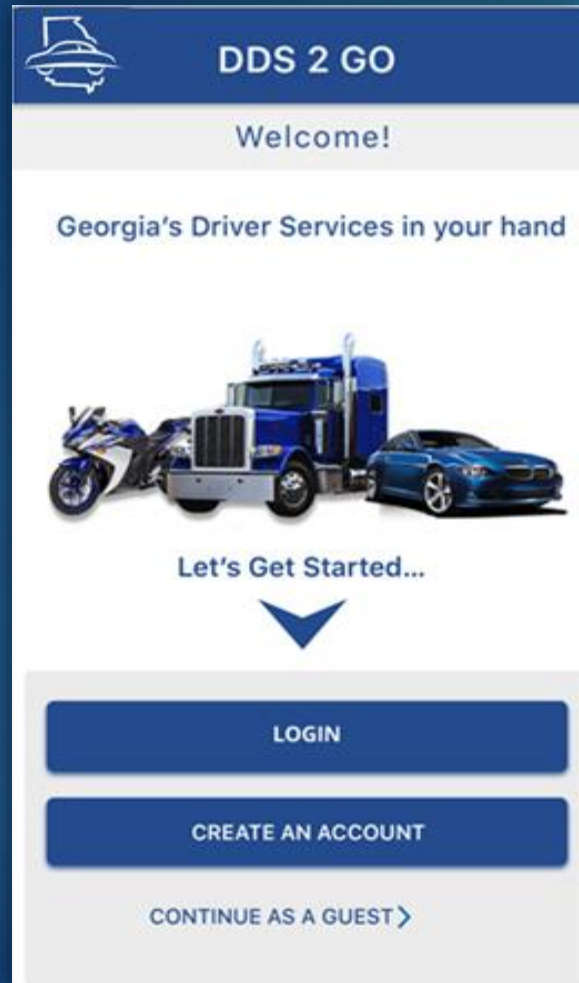 DDS 2 GO
Welcome!
Georgia's Driver Services in your hand
Let's Get Started...
LOGIN
CREATE AN ACCOUNT
CONTINUE AS A GUEST